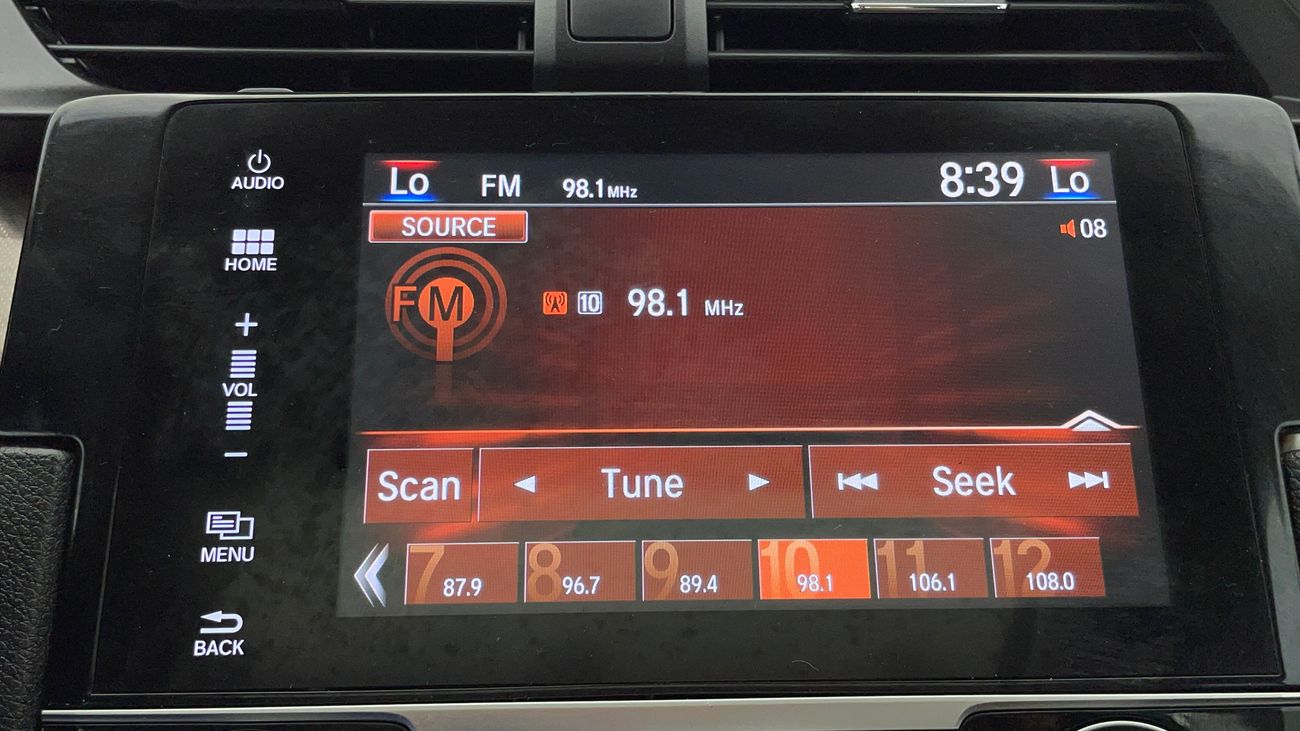 AUDIO
HOME
+
VOL
−
MENU
BACK
Lo FM 98.1 MHz 8:39 Lo
SOURCE
08
FM
10 98.1 MHz
Scan Tune Seek
7 87.9 8 96.7 9 89.4 10 98.1 11 106.1 12 108.0